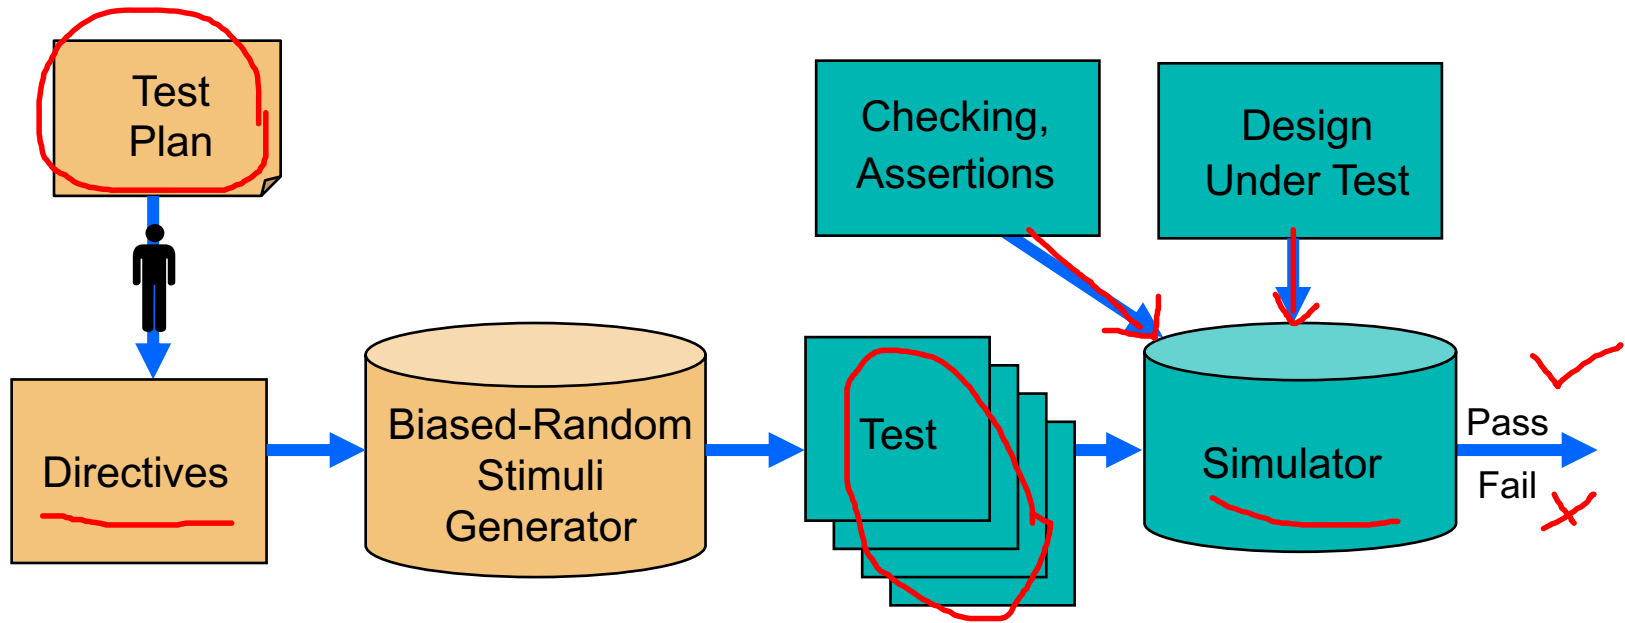 Test
Plan
Directives
Biased-Random
Stimuli
Generator
Test
Checking,
Assertions
Design
Under Test
Simulator
Pass
Fail